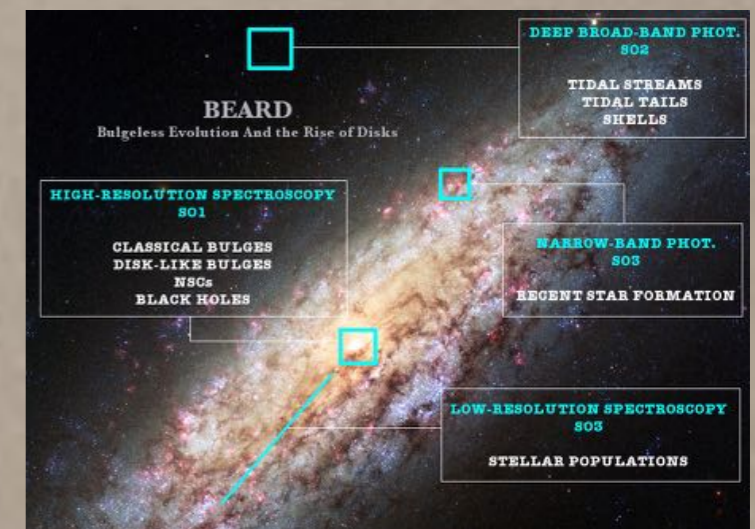 DEEP BROAD-BAND PHOT.
SO2
TIDAL STREAMS
TIDAL TAILS
SHELLS
BEARD
Bulgeless Evolution And the Rise of Disks
HIGH-RESOLUTION SPECTROSCOPY
SO1
CLASSICAL BULGES
DISK-LIKE BULGES
NSCs
BLACK HOLES
NARROW-BAND PHOT.
SO3
RECENT STAR FORMATION
LOW-RESOLUTION SPECTROSCOPY
SO3
STELLAR POPULATIONS